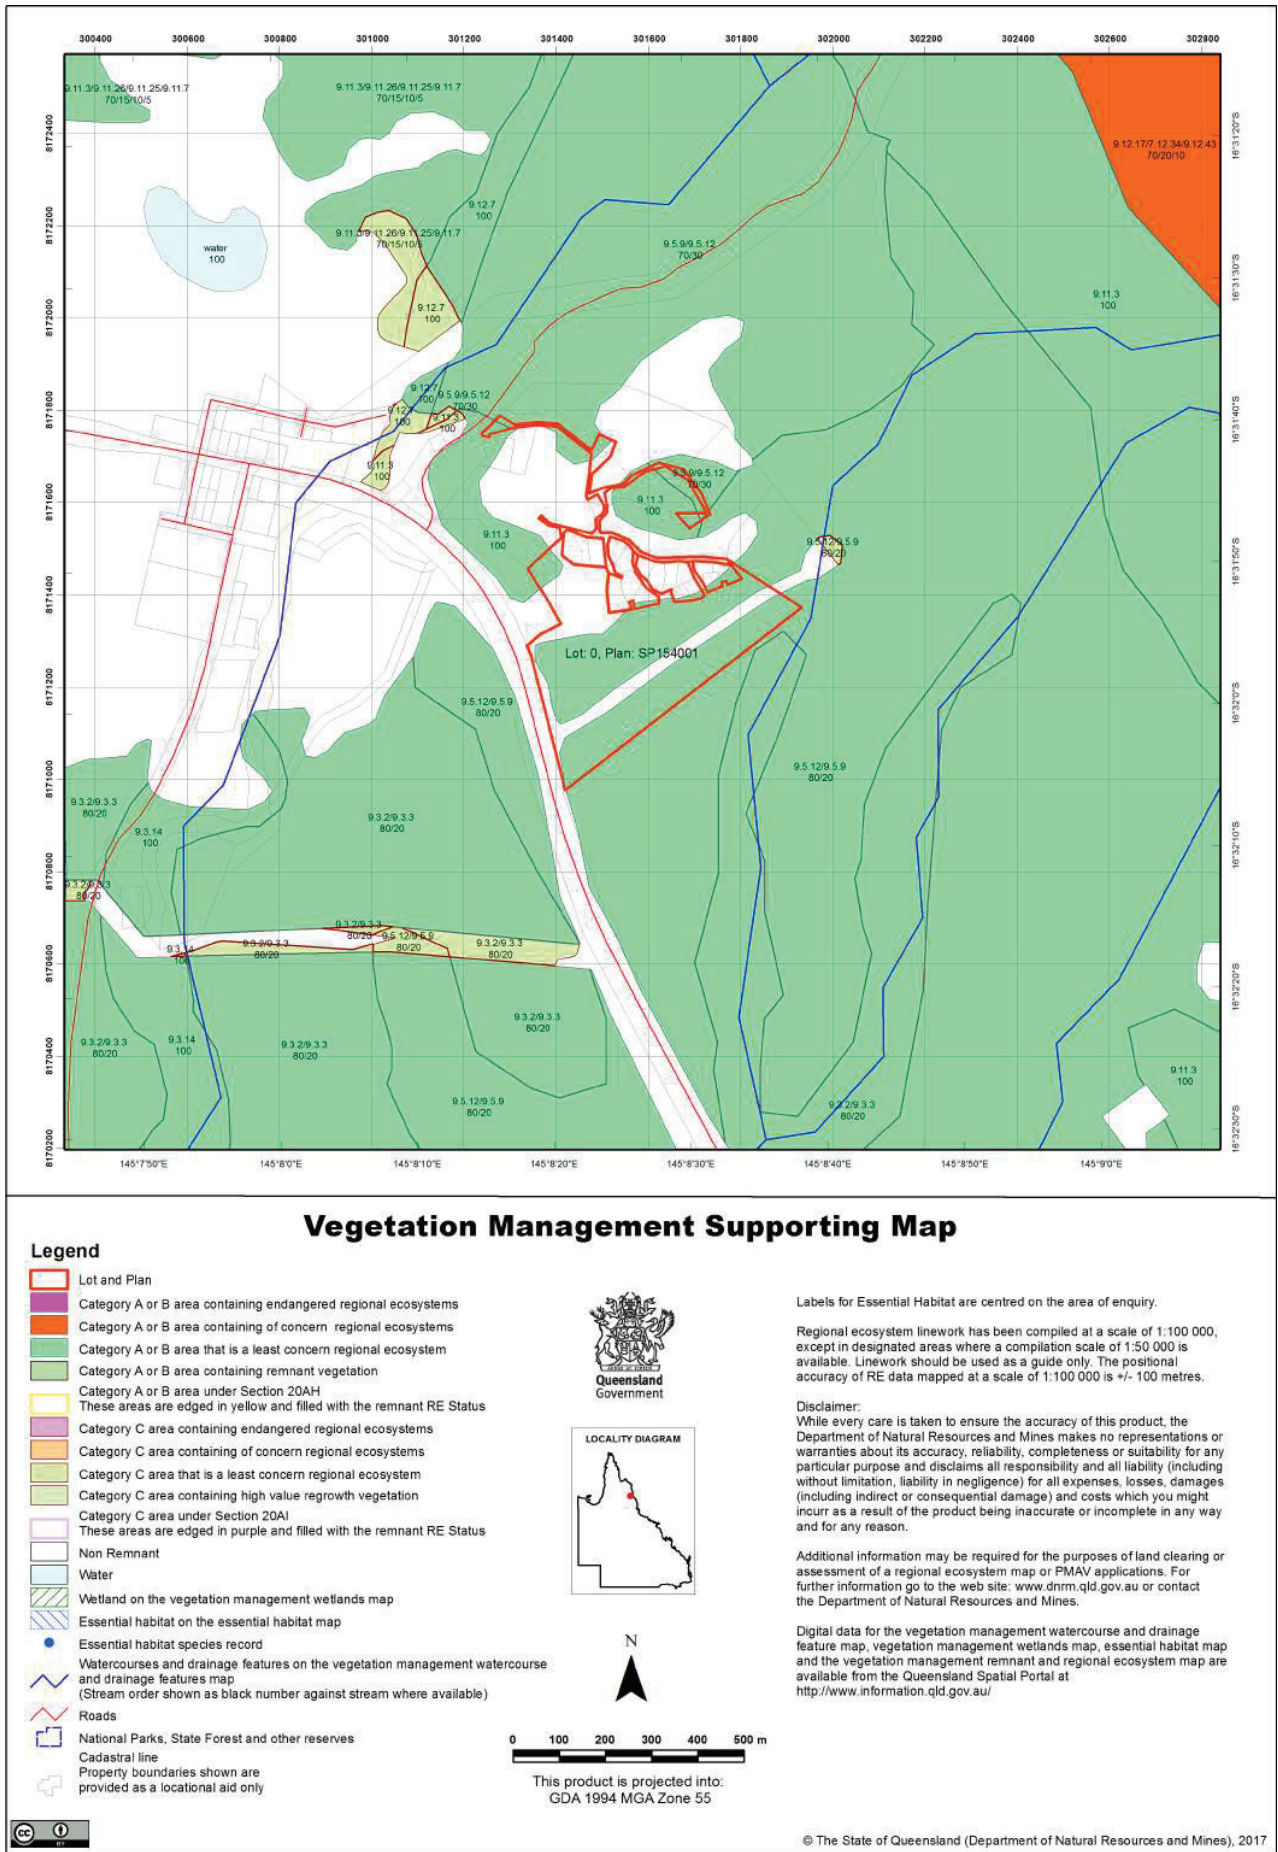 300400 300600 300800 301000 301200 301400 301600 301800 302000 302200 302400 302600 302800
9.11.3/9.11.26/9.11.25/9.11.7
70/15/10/5
9.11.3/9.11.26/9.11.25/9.11.7
70/15/10/5
8172400
16°31'20"S
9.12.17/7.12.34/9.12.43
70/20/10
9.12.7
100
8172200
9.11.3/9.11.26/9.11.25/9.11.7
70/15/10/5
water
100
9.5.9/9.5.12
70/30
16°31'30"S
9.11.3
100
8172000
9.12.7
100
9.12.7
100
9.5.9/9.5.12
70/30
8171800
9.12.7
100
9.11.3
100
16°31'40"S
9.11.3
100
9.5.9/9.5.12
70/30
9.11.3
100
8171600
9.11.3
100
9.5.12/9.5.9
80/20
16°31'50"S
8171400
Lot: 0, Plan: SP154001
8171200
9.5.12/9.5.9
80/20
16°32'0"S
8171000
9.5.12/9.5.9
80/20
9.3.2/9.3.3
80/20
9.3.14
100
9.3.2/9.3.3
80/20
16°32'10"S
8170800
9.3.2/9.3.3
80/20
9.3.2/9.3.3
80/20
9.3.14
100
9.3.2/9.3.3
80/20
9.5.12/9.5.9
80/20
9.3.2/9.3.3
80/20
8170600
16°32'20"S
9.3.2/9.3.3
80/20
9.3.2/9.3.3
80/20
9.3.14
100
9.3.2/9.3.3
80/20
8170400
9.11.3
100
9.5.12/9.5.9
80/20
9.3.2/9.3.3
80/20
16°32'30"S
8170200
145°7'50"E 145°8'0"E 145°8'10"E 145°8'20"E 145°8'30"E 145°8'40"E 145°8'50"E 145°9'0"E
Vegetation Management Supporting Map
Legend
Lot and Plan
Category A or B area containing endangered regional ecosystems
Category A or B area containing of concern regional ecosystems
Category A or B area that is a least concern regional ecosystem
Category A or B area containing remnant vegetation
Category A or B area under Section 20AH
These areas are edged in yellow and filled with the remnant RE Status
Category C area containing endangered regional ecosystems
Category C area containing of concern regional ecosystems
Category C area that is a least concern regional ecosystem
Category C area containing high value regrowth vegetation
Category C area under Section 20AI
These areas are edged in purple and filled with the remnant RE Status
Non Remnant
Water
Wetland on the vegetation management wetlands map
Essential habitat on the essential habitat map
Essential habitat species record
Watercourses and drainage features on the vegetation management watercourse
and drainage features map
(Stream order shown as black number against stream where available)
Roads
National Parks, State Forest and other reserves
Cadastral line
Property boundaries shown are
provided as a locational aid only
cc
BY
Queensland
Government
LOCALITY DIAGRAM
N
0 100 200 300 400 500 m
This product is projected into:
GDA 1994 MGA Zone 55
Labels for Essential Habitat are centred on the area of enquiry.
Regional ecosystem linework has been compiled at a scale of 1:100 000,
except in designated areas where a compilation scale of 1:50 000 is
available. Linework should be used as a guide only. The positional
accuracy of RE data mapped at a scale of 1:100 000 is +/- 100 metres.
Disclaimer:
While every care is taken to ensure the accuracy of this product, the
Department of Natural Resources and Mines makes no representations or
warranties about its accuracy, reliability, completeness or suitability for any
particular purpose and disclaims all responsibility and all liability (including
without limitation, liability in negligence) for all expenses, losses, damages
(including indirect or consequential damage) and costs which you might
incurr as a result of the product being inaccurate or incomplete in any way
and for any reason.
Additional information may be required for the purposes of land clearing or
assessment of a regional ecosystem map or PMAV applications. For
further information go to the web site: www.dnrm.qld.gov.au or contact
the Department of Natural Resources and Mines.
Digital data for the vegetation management watercourse and drainage
feature map, vegetation management wetlands map, essential habitat map
and the vegetation management remnant and regional ecosystem map are
available from the Queensland Spatial Portal at
http://www.information.qld.gov.au/
© The State of Queensland (Department of Natural Resources and Mines), 2017